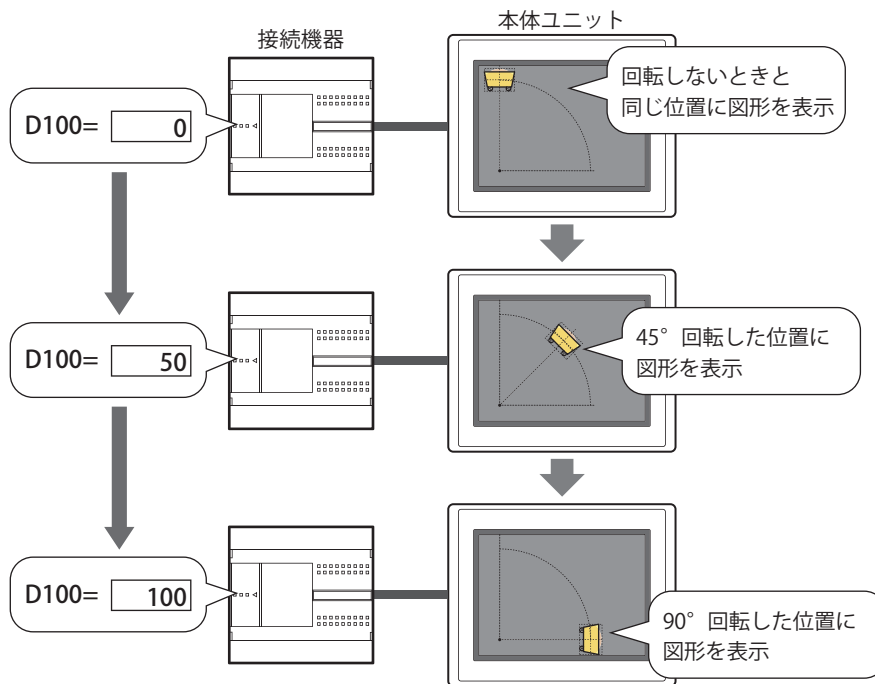 接続機器
本体ユニット
D100= 0
回転しないときと
同じ位置に図形を表示
D100= 50
45° 回転した位置に
図形を表示
D100= 100
90° 回転した位置に
図形を表示